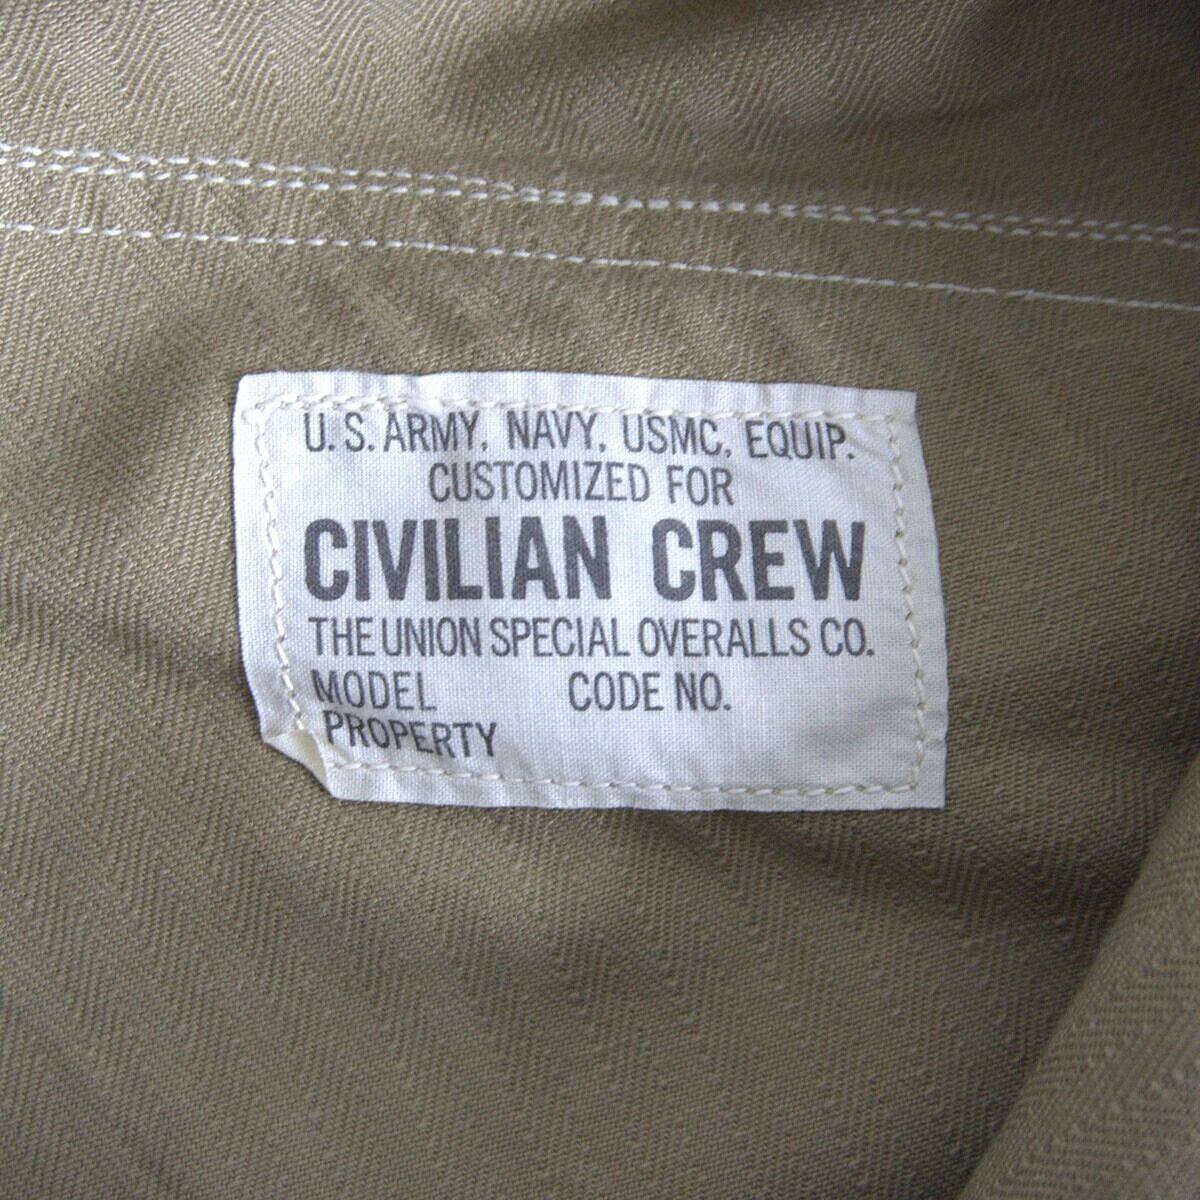 U.S. ARMY, NAVY, USMC, EQUIP.
CUSTOMIZED FOR
CIVILIAN CREW
THE UNION SPECIAL OVERALLS CO.
MODEL CODE NO.
PROPERTY